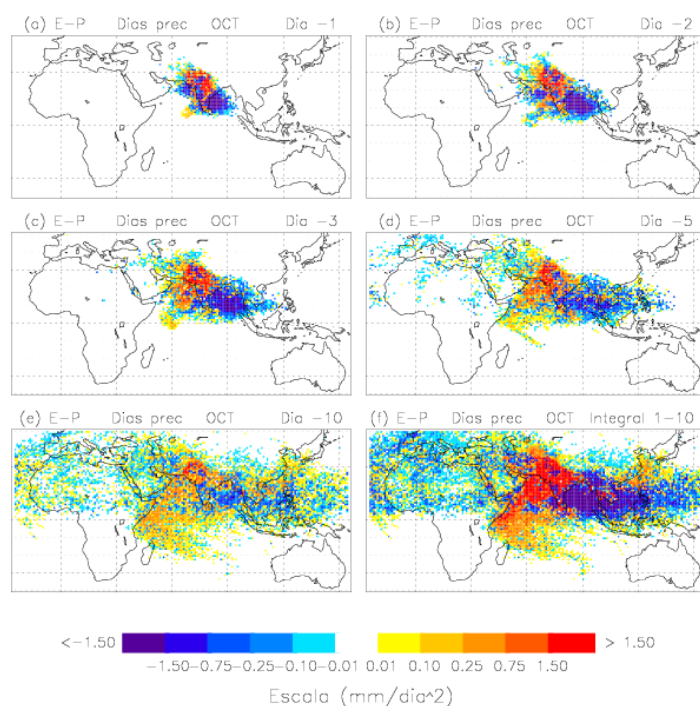 (a) E-P Dias prec OCT Dia -1
(b) E-P Dias prec OCT Dia -2
(c) E-P Dias prec OCT Dia -3
(d) E-P Dias prec OCT Dia -5
(e) E-P Dias prec OCT Dia -10
(f) E-P Dias prec OCT Integral 1-10
<-1.50 > 1.50
-1.50-0.75-0.25-0.10-0.01 0.01 0.10 0.25 0.75 1.50
Escala (mm/dia^2)